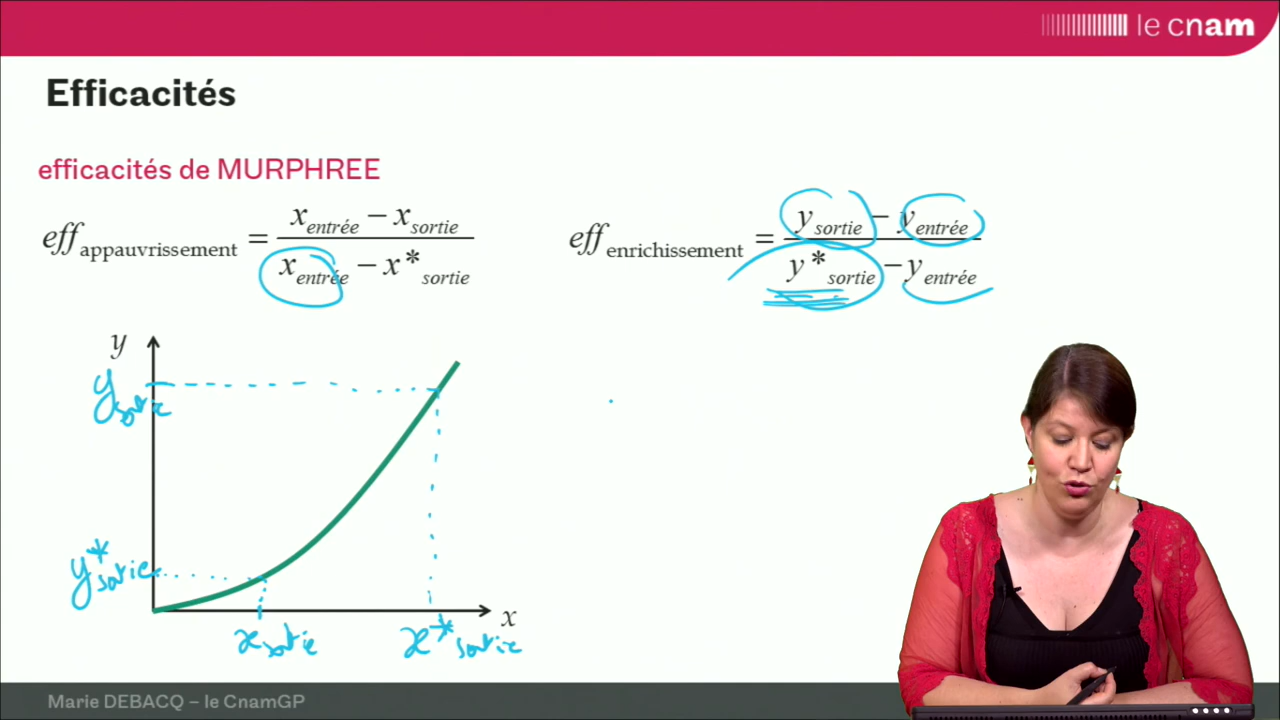 le cnam
Efficacités
efficacités de MURPHREE
eff appauvrissement = (x entrée − x sortie) / (x entrée − x* sortie)
eff enrichissement = (y sortie − y entrée) / (y* sortie − y entrée)
y
y sortie
y* sortie
x
x sortie
x* sortie
Marie DEBACQ – le CnamGP